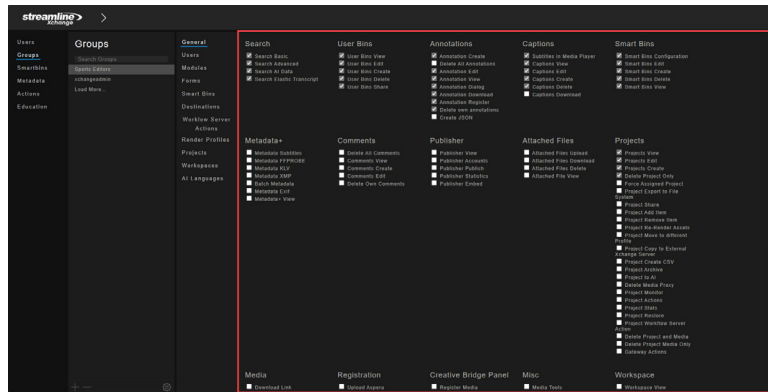 streamline
xchange
Users
Groups
Smartbins
Metadata
Actions
Education
Groups
Search Groups
Sports Editors
xchangeadmin
Load More...
General
Users
Modules
Forms
Smart Bins
Destinations
Worklow Server
Actions
Render Profiles
Projects
Workspaces
AI Languages
Search
Search Basic
Search Advanced
Search AI Data
Search Elastic Transcript
User Bins
User Bins View
User Bins Edit
User Bins Create
User Bins Delete
User Bins Share
Annotations
Annotation Create
Delete All Annotations
Annotation Edit
Annotation View
Annotation Dialog
Annotation Download
Annotation Register
Delete own annotations
Create JSON
Captions
Subtitles in Media Player
Captions View
Captions Edit
Captions Create
Captions Delete
Captions Download
Smart Bins
Smart Bins Configuration
Smart Bins Edit
Smart Bins Create
Smart Bins Delete
Smart Bins View
Metadata+
Metadata Subtitles
Metadata FFPROBE
Metadata KLV
Metadata XMP
Batch Metadata
Metadata Exif
Metadata+ View
Comments
Delete All Comments
Comments View
Comments Create
Comments Edit
Delete Own Comments
Publisher
Publisher View
Publisher Accounts
Publisher Publish
Publisher Statistics
Publisher Embed
Attached Files
Attached Files Upload
Attached Files Download
Attached Files Delete
Attached File View
Projects
Projects View
Projects Edit
Projects Create
Delete Project Only
Force Assigned Project
Project Export to File
System
Project Share
Project Add Item
Project Remove Item
Project Re-Render Assets
Project Move to different
Profile
Project Copy to External
Xchange Server
Project Create CSV
Project Archive
Project to AI
Delete Media Proxy
Project Monitor
Project Actions
Project Stats
Project Restore
Project Workflow Server
Action
Delete Project and Media
Delete Project Media Only
Gateway Actions
Media
Download Link
Registration
Upload Aspera
Creative Bridge Panel
Register Media
Misc
Media Tools
Workspace
Workspace View